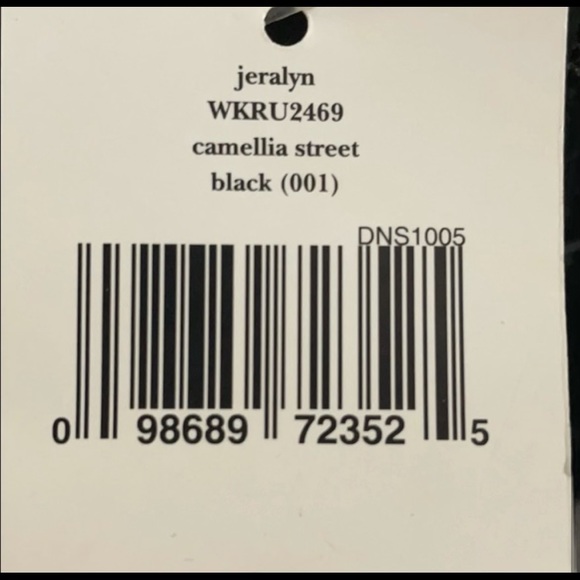 jeralyn
WKRU2469
camellia street
black (001)
DNS1005
0 98689 72352 5